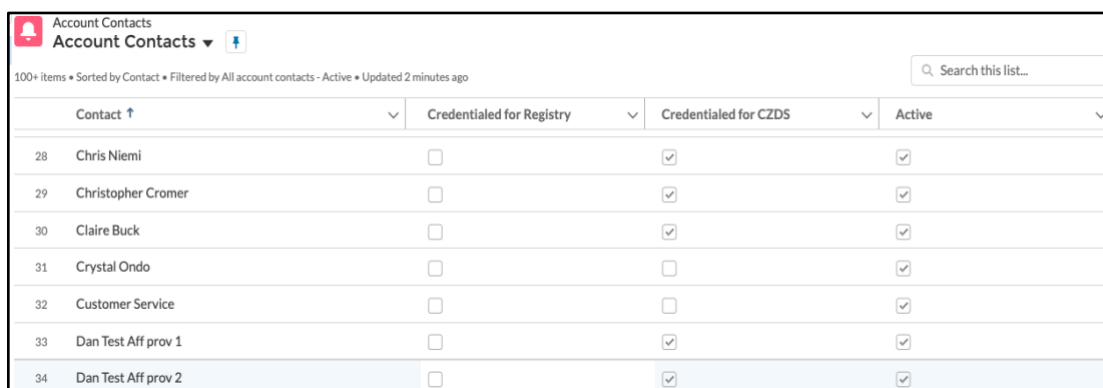 Account Contacts
Account Contacts
100+ items • Sorted by Contact • Filtered by All account contacts - Active • Updated 2 minutes ago
Search this list...
Contact ↑ Credentialed for Registry Credentialed for CZDS Active
28 Chris Niemi
29 Christopher Cromer
30 Claire Buck
31 Crystal Ondo
32 Customer Service
33 Dan Test Aff prov 1
34 Dan Test Aff prov 2